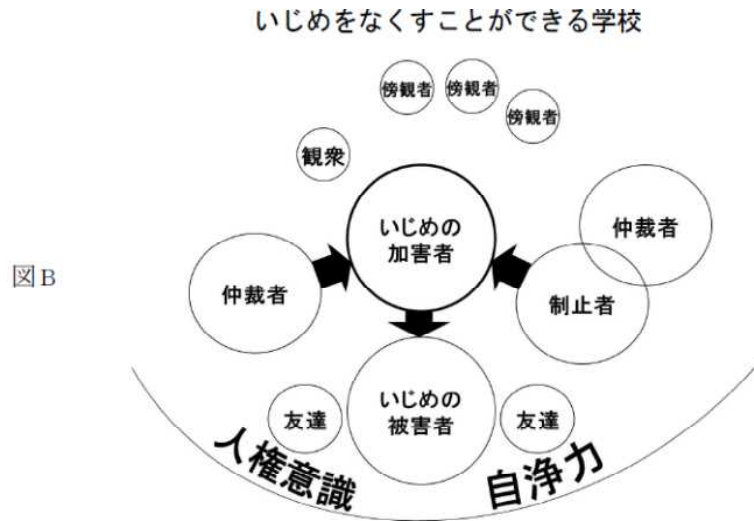 いじめをなくすことができる学校
傍観者
傍観者
傍観者
観衆
いじめの
加害者
仲裁者
図B
仲裁者
制止者
いじめの
被害者
友達
友達
人権意識
自浄力